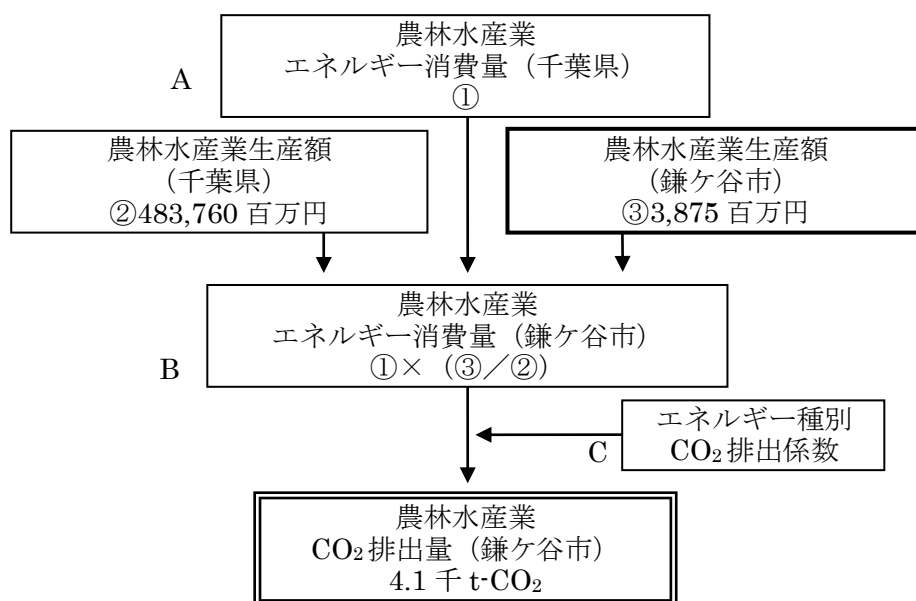 農林水産業
エネルギー消費量（千葉県）
①
A
農林水産業生産額
（千葉県）
②483,760 百万円
農林水産業生産額
（鎌ケ谷市）
③3,875 百万円
農林水産業
エネルギー消費量（鎌ケ谷市）
①×（③／②）
B
エネルギー種別
CO₂排出係数
C
農林水産業
CO₂排出量（鎌ケ谷市）
4.1 千 t-CO₂